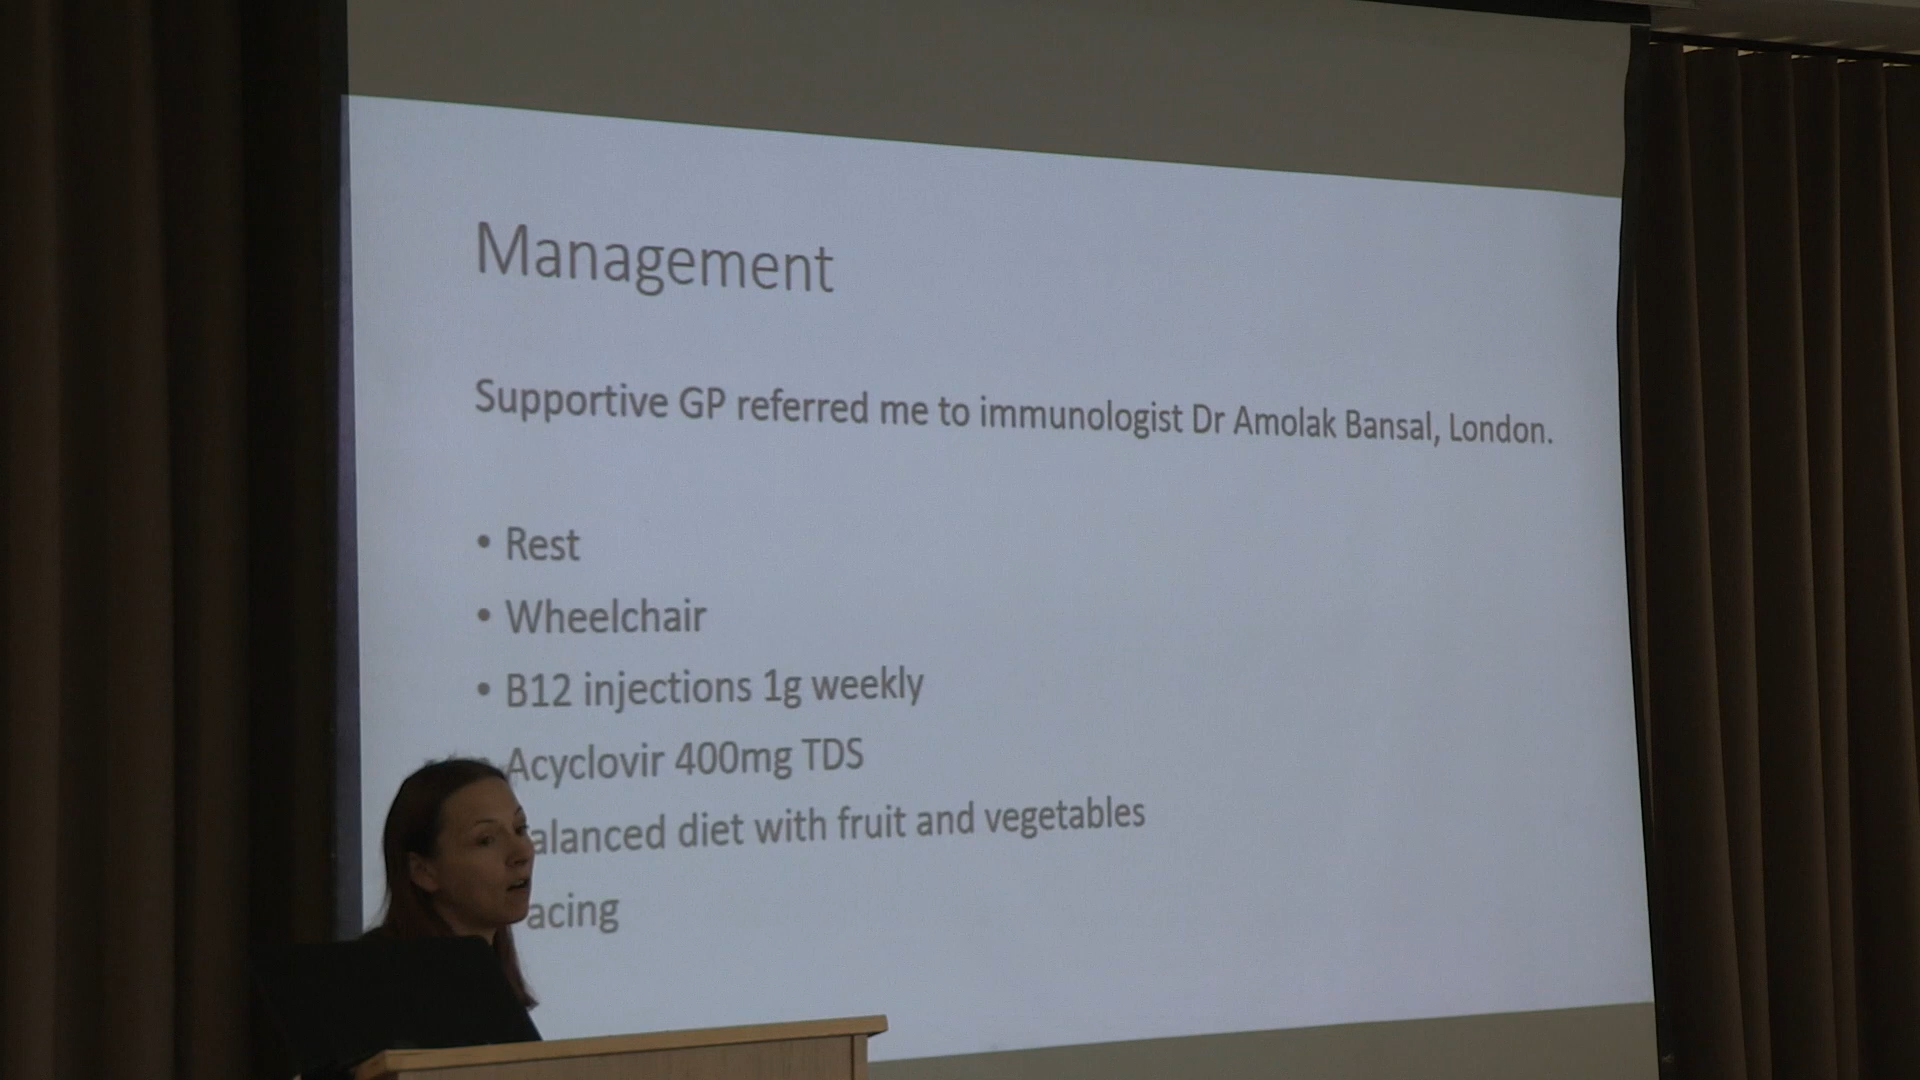 Management
Supportive GP referred me to immunologist Dr Amolak Bansal, London.
• Rest
• Wheelchair
• B12 injections 1g weekly
Acyclovir 400mg TDS
alanced diet with fruit and vegetables
acing